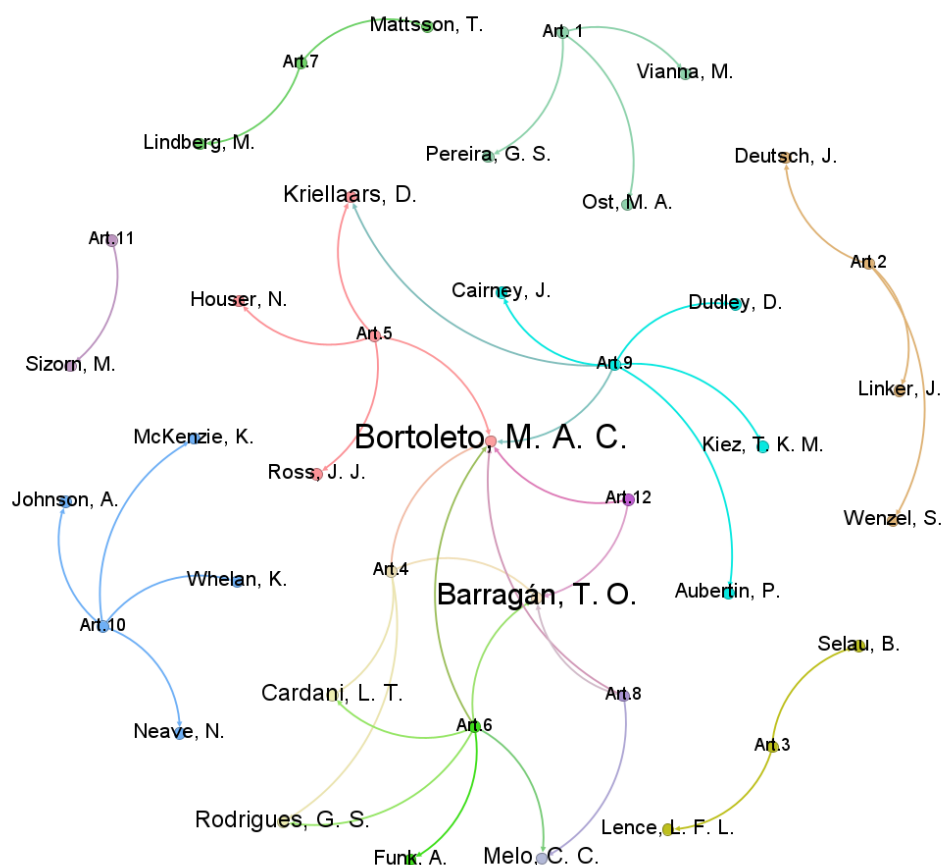 Mattsson, T.
Art. 1
Art.7
Vianna, M.
Lindberg, M.
Pereira, G. S.
Deutsch, J.
Kriellaars, D.
Ost, M. A.
Art.11
Art.2
Cairney, J.
Houser, N.
Dudley, D.
Art.5
Sizorn, M.
Art.9
Linker, J.
McKenzie, K.
Bortoleto, M. A. C.
Kiez, T. K. M.
Ross, J. J.
Johnson, A.
Art.12
Wenzel, S.
Art.4
Whelan, K.
Barragán, T. O.
Aubertin, P.
Art.10
Selau, B.
Cardani, L. T.
Art.8
Art.6
Neave, N.
Art.3
Rodrigues, G. S.
Lence, L. F. L.
Funk, A.
Melo, C. C.